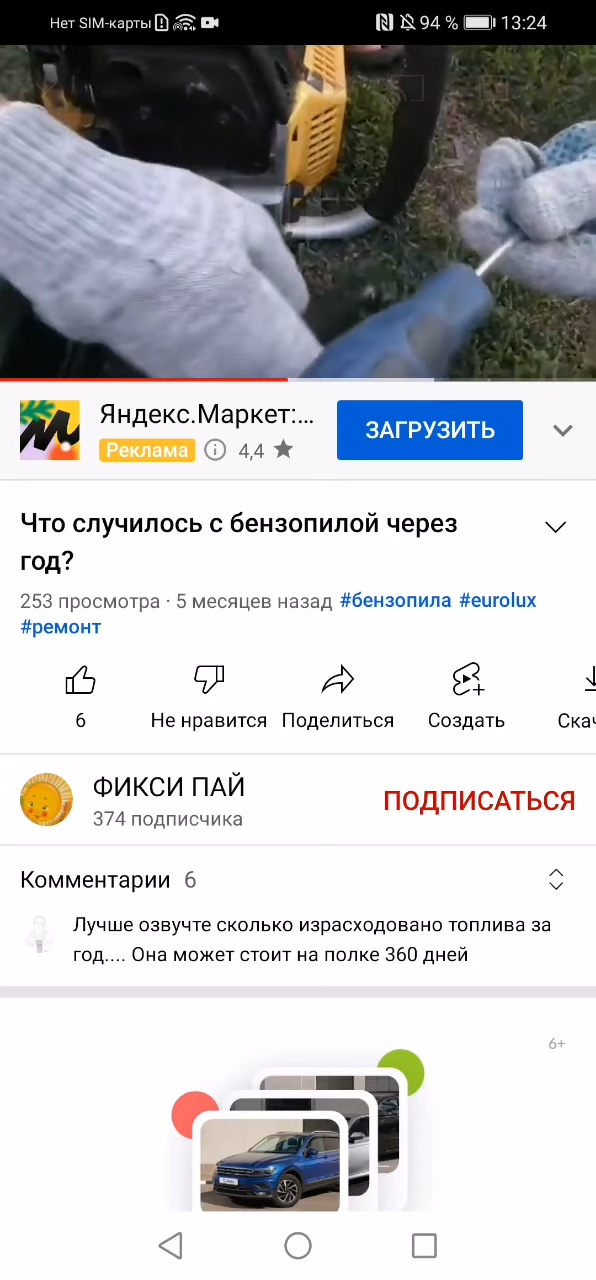 Нет SIM-карты 94 % 13:24
Яндекс.Маркет:... ЗАГРУЗИТЬ
Реклама 4,4
Что случилось с бензопилой через
год?
253 просмотра · 5 месяцев назад #бензопила #eurolux
#ремонт
6 Не нравится Поделиться Создать Скач
ФИКСИ ПАЙ ПОДПИСАТЬСЯ
374 подписчика
Комментарии 6
Лучше озвучте сколько израсходовано топлива за
год.... Она может стоит на полке 360 дней
6+